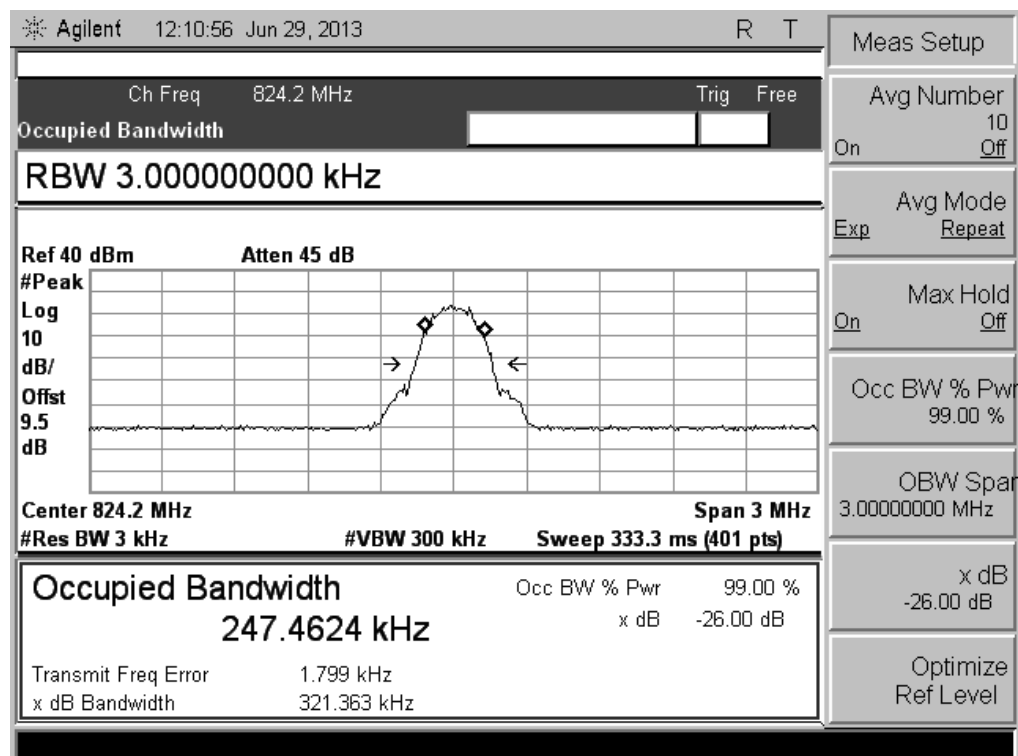 Agilent 12:10:56 Jun 29, 2013 R T
Meas Setup
Ch Freq 824.2 MHz Trig Free
Occupied Bandwidth
RBW 3.000000000 kHz
Ref 40 dBm Atten 45 dB
#Peak
Log
10
dB/
Offst
9.5
dB
Center 824.2 MHz Span 3 MHz
#Res BW 3 kHz #VBW 300 kHz Sweep 333.3 ms (401 pts)
Occupied Bandwidth Occ BW % Pwr 99.00 %
247.4624 kHz x dB -26.00 dB
Transmit Freq Error 1.799 kHz
x dB Bandwidth 321.363 kHz
Avg Number
10
On Off
Avg Mode
Exp Repeat
Max Hold
On Off
Occ BW % Pwr
99.00 %
OBW Span
3.00000000 MHz
x dB
-26.00 dB
Optimize
Ref Level